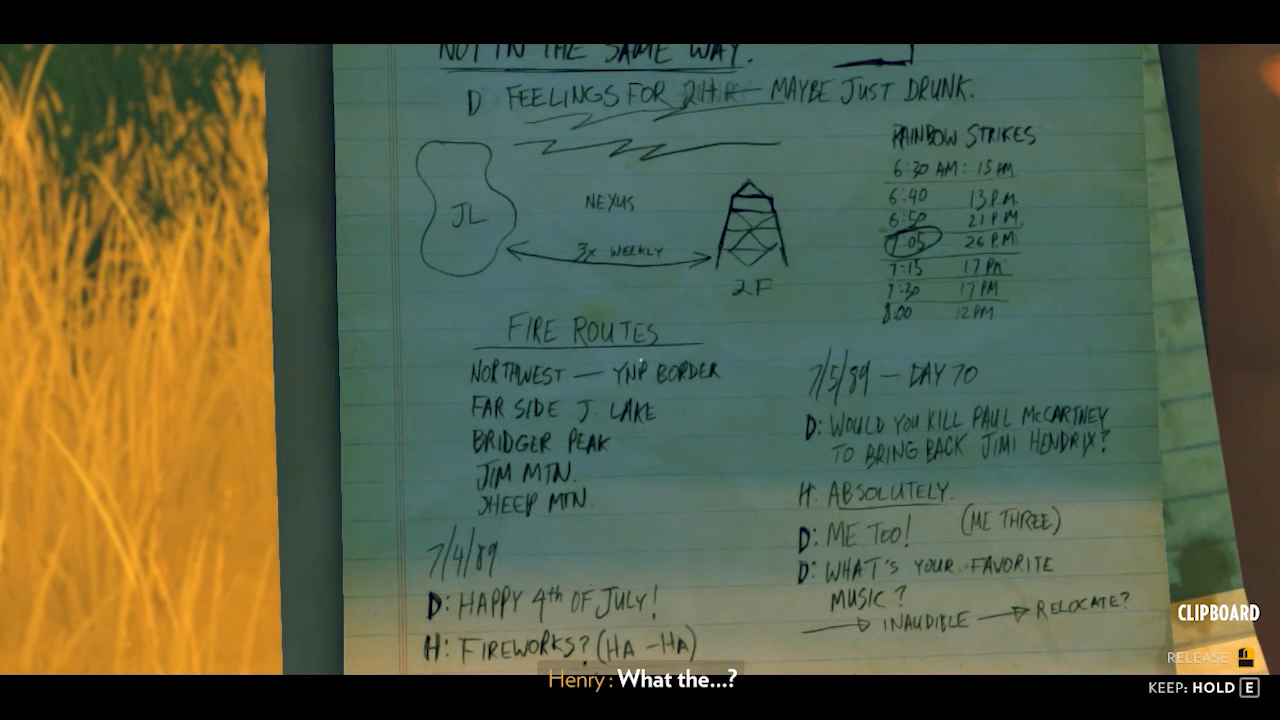 NOT IN THE SAME WAY.
D FEELINGS FOR MAYBE JUST DRUNK.
RAINBOW STRIKES
6:30 AM: 15 PM
6:40 13 P.M.
6:50 21 P.M.
7:05 26 P.M.
7:15 17 PM
7:30 17 PM
8:00 12 PM
JL
NEXUS
3x WEEKLY
2F
FIRE ROUTES
NORTHWEST — YNP BORDER
FAR SIDE J. LAKE
BRIDGER PEAK
JIM MTN.
SHEEP MTN.
7/4/89
D: HAPPY 4th OF JULY!
H: FIREWORKS? (HA-HA)
7/5/89 — DAY 70
D: WOULD YOU KILL PAUL McCARTNEY
TO BRING BACK JIMI HENDRIX?
H: ABSOLUTELY.
D: ME TOO! (ME THREE)
D: WHAT'S YOUR FAVORITE
MUSIC?
INAUDIBLE → RELOCATE?
CLIPBOARD
RELEASE
KEEP: HOLD E
Henry: What the...?